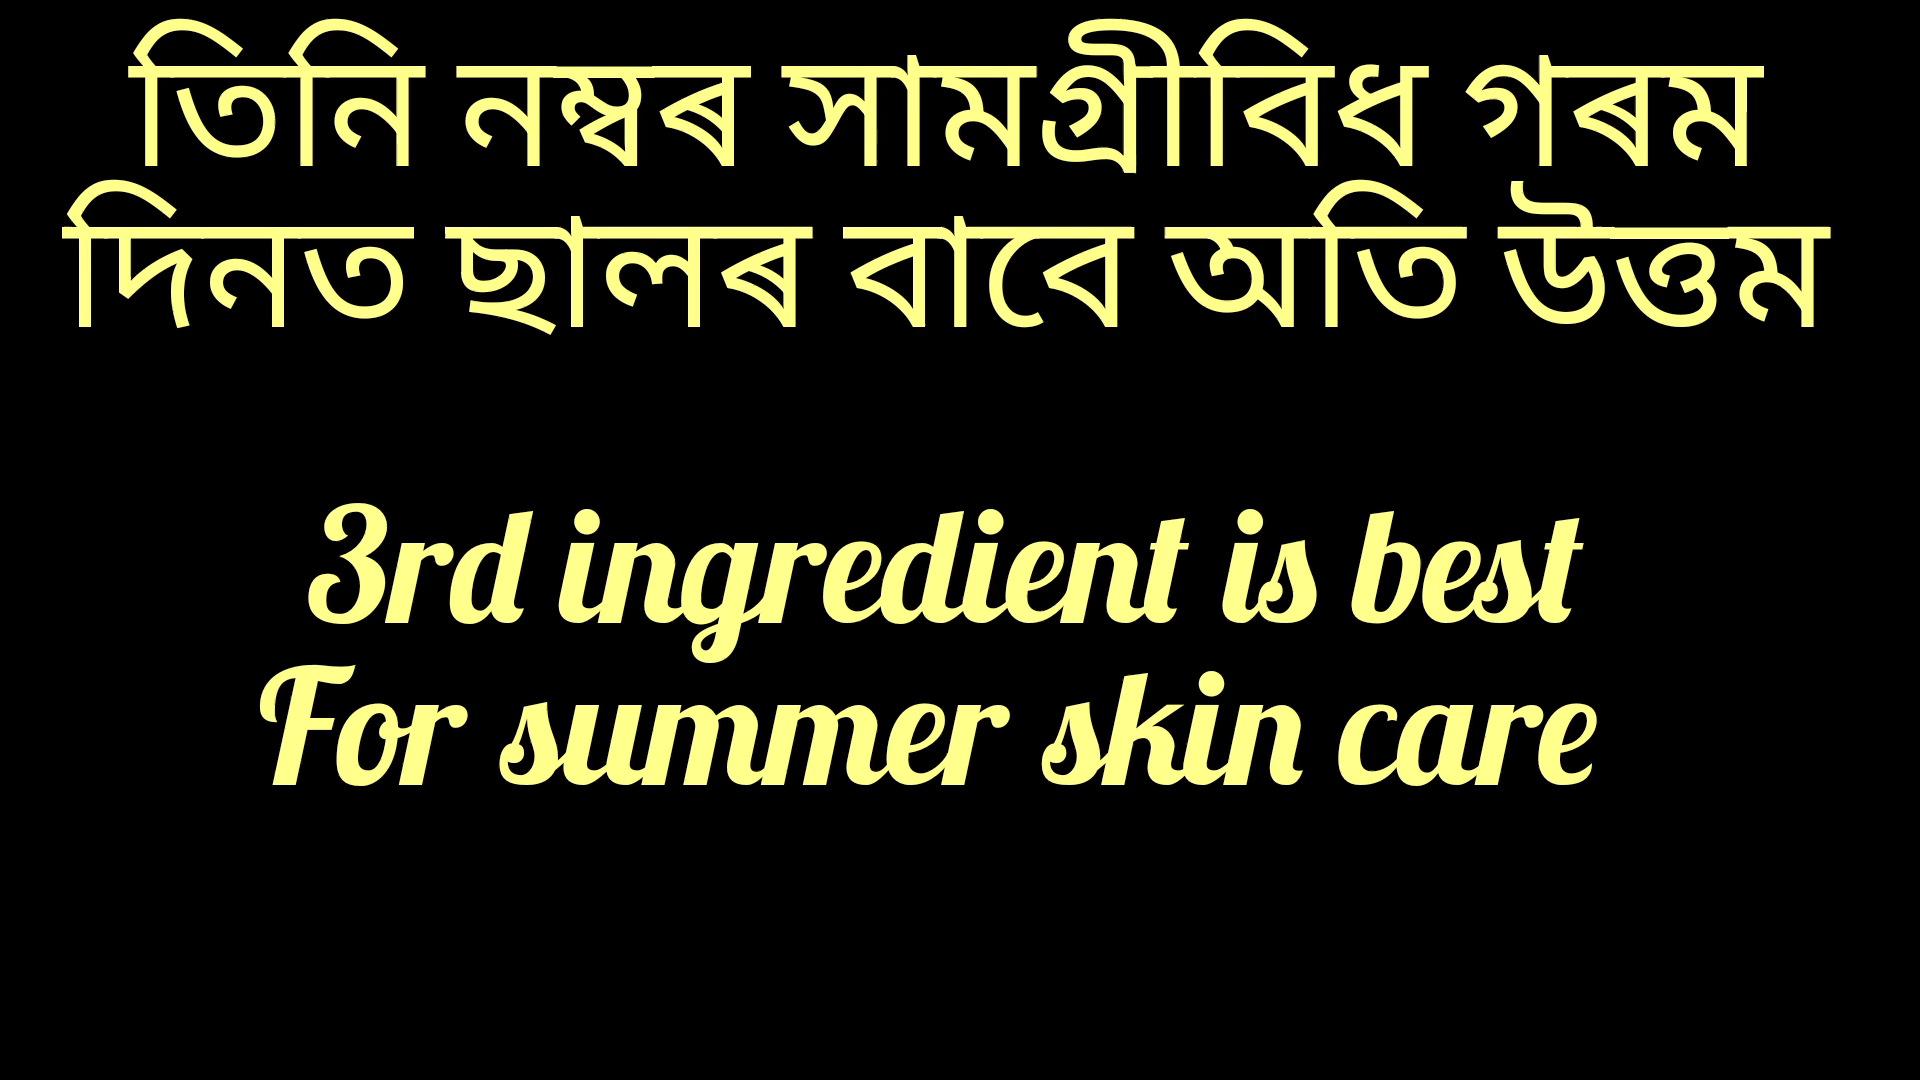 তিনি নম্বৰ সামগ্ৰীবিধ গৰম
দিনত ছালৰ বাবে অতি উত্তম
3rd ingredient is best
For summer skin care